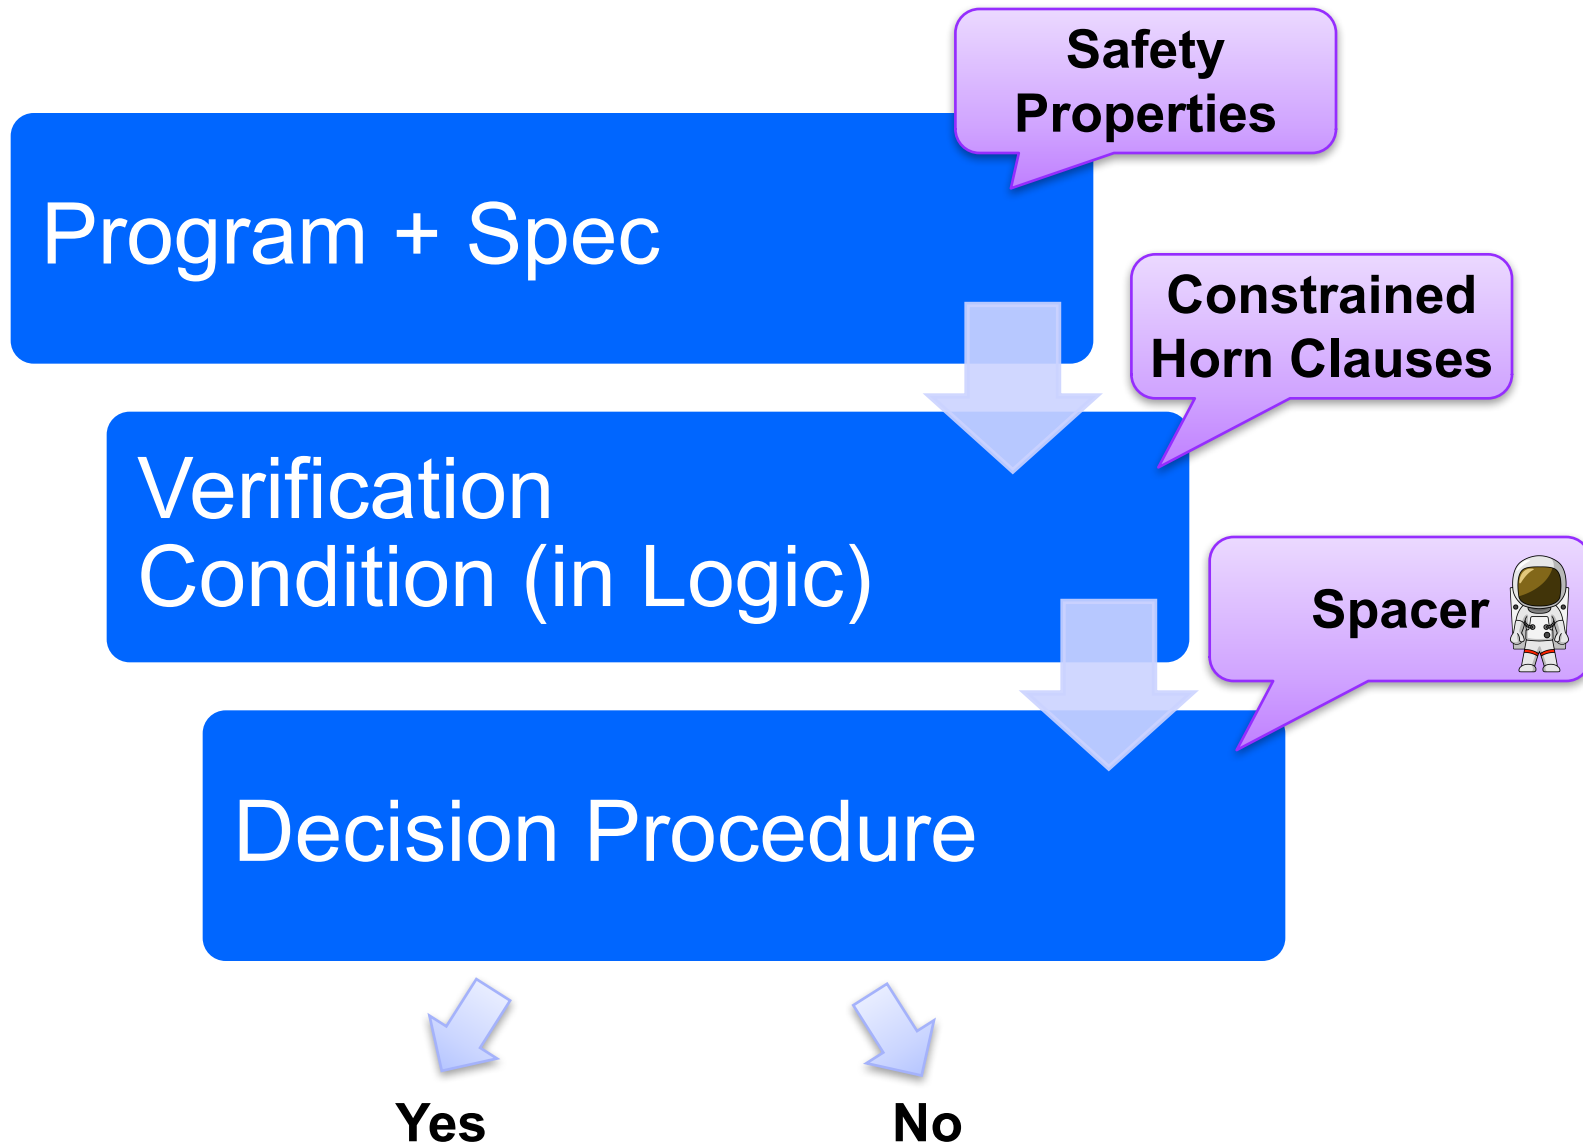 Safety
Properties
Program + Spec
Constrained
Horn Clauses
Verification
Condition (in Logic)
Spacer
Decision Procedure
Yes
No